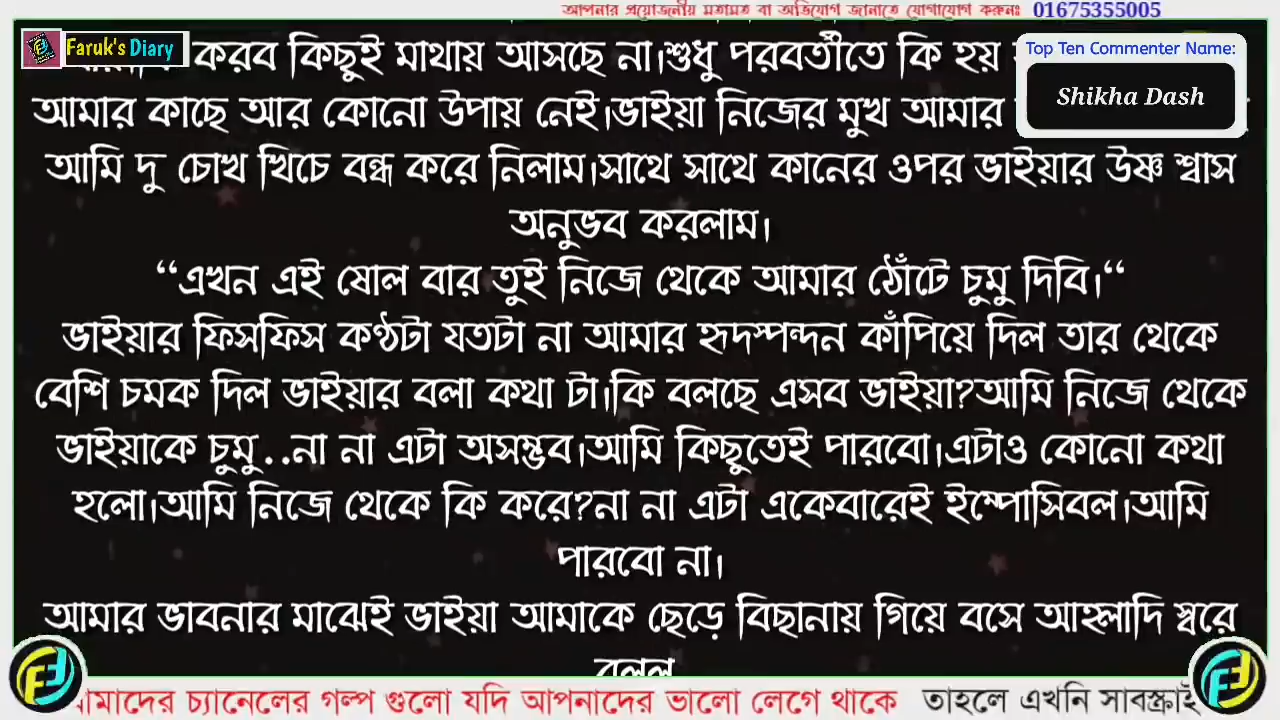 আপনার প্রয়োজনীয় মতামত বা অভিযোগ জানাতে যোগাযোগ করুনঃ 01675355005
Faruk's Diary
Top Ten Commenter Name:
Shikha Dash
করব কিছুই মাথায় আসছে না।শুধু পরবর্তীতে কি হয়
আমার কাছে আর কোনো উপায় নেই।ভাইয়া নিজের মুখ আমার
আমি দু চোখ খিচে বন্ধ করে নিলাম।সাথে সাথে কানের ওপর ভাইয়ার উষ্ণ শ্বাস
অনুভব করলাম।
“এখন এই ষোল বার তুই নিজে থেকে আমার ঠোঁটে চুমু দিবি।“
ভাইয়ার ফিসফিস কণ্ঠটা যতটা না আমার হৃদস্পন্দন কাঁপিয়ে দিল তার থেকে
বেশি চমক দিল ভাইয়ার বলা কথা টা।কি বলছে এসব ভাইয়া?আমি নিজে থেকে
ভাইয়াকে চুমু..না না এটা অসম্ভব।আমি কিছুতেই পারবো।এটাও কোনো কথা
হলো।আমি নিজে থেকে কি করে?না না এটা একেবারেই ইম্পোসিবল।আমি
পারবো না।
আমার ভাবনার মাঝেই ভাইয়া আমাকে ছেড়ে বিছানায় গিয়ে বসে আহ্লাদি স্বরে
বলল
চ্যানেলের গল্প গুলো যদি আপনাদের ভালো লেগে থাকে তাহলে এখনি